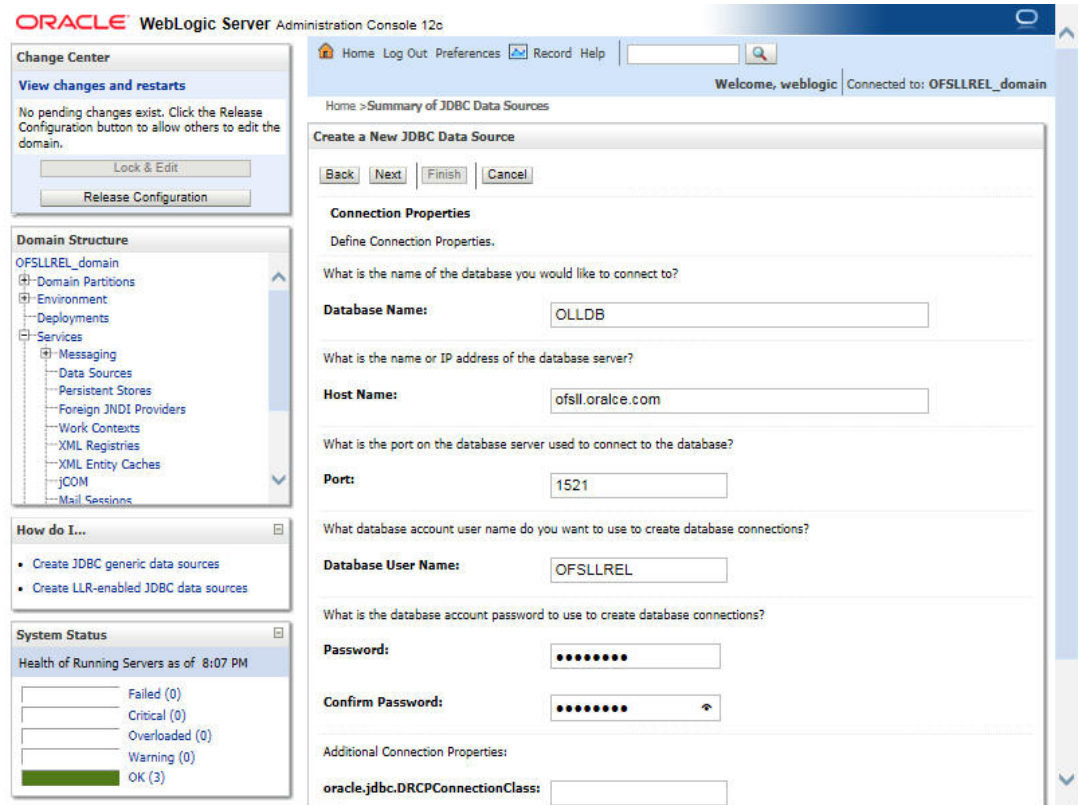 ORACLE WebLogic Server Administration Console 12c
Change Center
View changes and restarts
No pending changes exist. Click the Release
Configuration button to allow others to edit the
domain.
Lock & Edit
Release Configuration
Domain Structure
OFSLLREL_domain
Domain Partitions
Environment
Deployments
Services
Messaging
Data Sources
Persistent Stores
Foreign JNDI Providers
Work Contexts
XML Registries
XML Entity Caches
jCOM
Mail Sessions
How do I...
Create JDBC generic data sources
Create LLR-enabled JDBC data sources
System Status
Health of Running Servers as of 8:07 PM
Failed (0)
Critical (0)
Overloaded (0)
Warning (0)
OK (3)
Home Log Out Preferences Record Help
Welcome, weblogic Connected to: OFSLLREL_domain
Home >Summary of JDBC Data Sources
Create a New JDBC Data Source
Back Next Finish Cancel
Connection Properties
Define Connection Properties.
What is the name of the database you would like to connect to?
Database Name: OLLDB
What is the name or IP address of the database server?
Host Name: ofsll.oralce.com
What is the port on the database server used to connect to the database?
Port: 1521
What database account user name do you want to use to create database connections?
Database User Name: OFSLLREL
What is the database account password to use to create database connections?
Password: ••••••••
Confirm Password: ••••••••
Additional Connection Properties:
oracle.jdbc.DRCPConnectionClass: